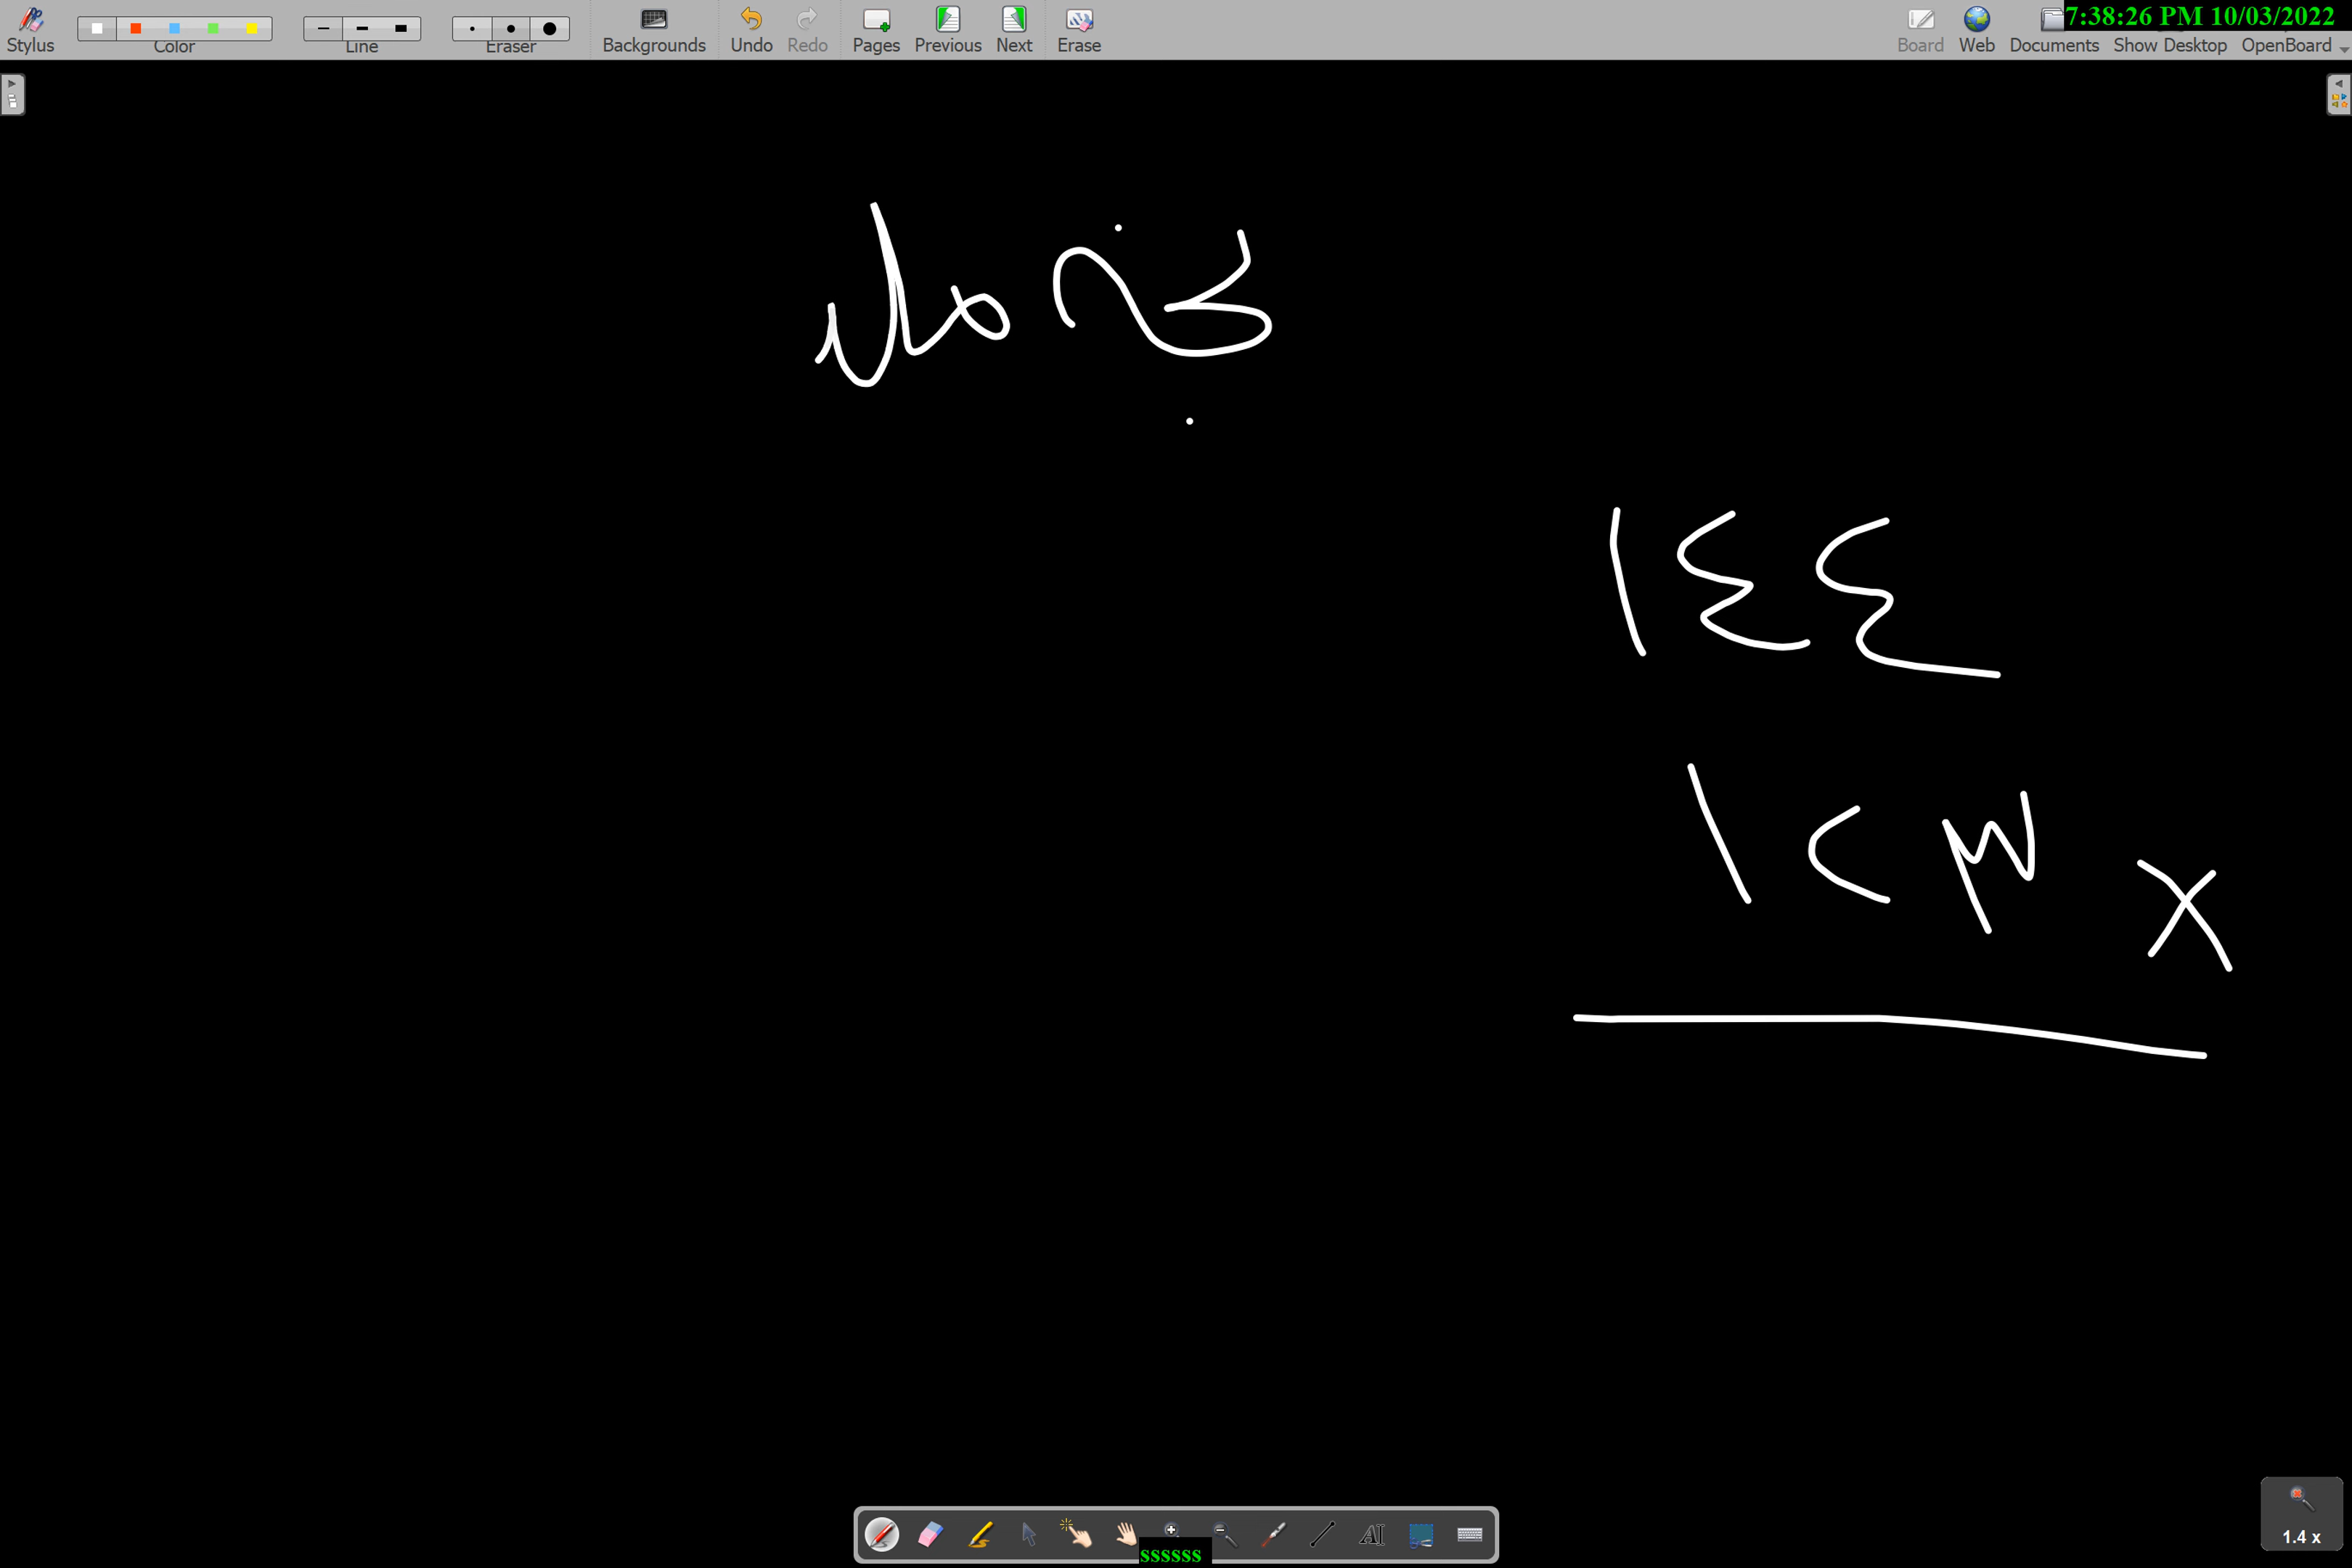 Stylus Color Line Eraser Backgrounds Undo Redo Pages Previous Next Erase Board Web Documents Show Desktop OpenBoard
7:38:26 PM 10/03/2022
١٤٤
١٢٣ ×
ssssss
1.4 x